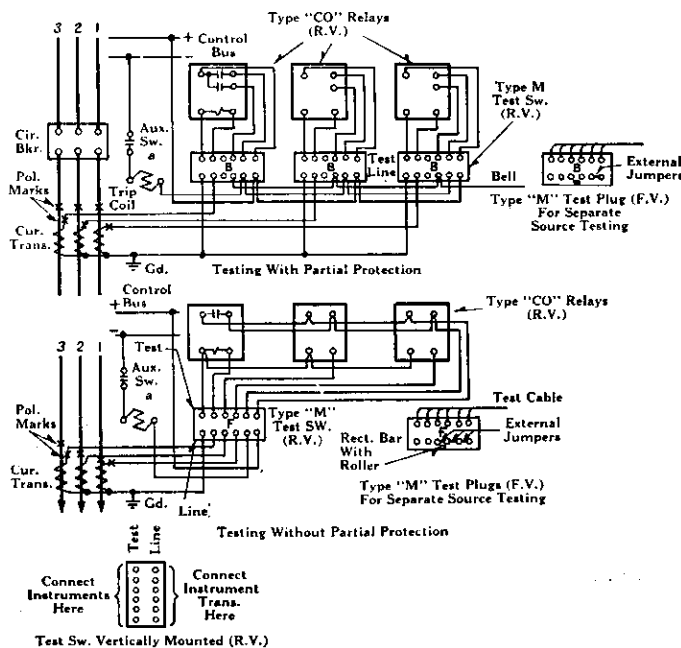 3 2 1
+
Control
Bus
−
Type "CO" Relays
(R.V.)
Type M
Test Sw.
(R.V.)
Cir.
Bkr.
Aux.
Sw.
a
B
B
B
Test
Line
Pol.
Marks
Trip
Coil
Bell
B
External
Jumpers
Type "M" Test Plug (F.V.)
For Separate
Source Testing
Cur.
Trans.
Gd.
Testing With Partial Protection
Control
+ Bus
−
Type "CO" Relays
(R.V.)
3 2 1
Test
Aux.
Sw.
a
Pol.
Marks
F
Type "M"
Test SW.
(R.V.)
Test Cable
External
Jumpers
Rect. Bar
With
Roller
Cur.
Trans.
Gd.
Line
Type "M" Test Plugs (F.V.)
For Separate Source Testing
Testing Without Partial Protection
Test
Line
Connect
Instruments
Here
Connect
Instrument
Trans.
Here
Test Sw. Vertically Mounted (R.V.)